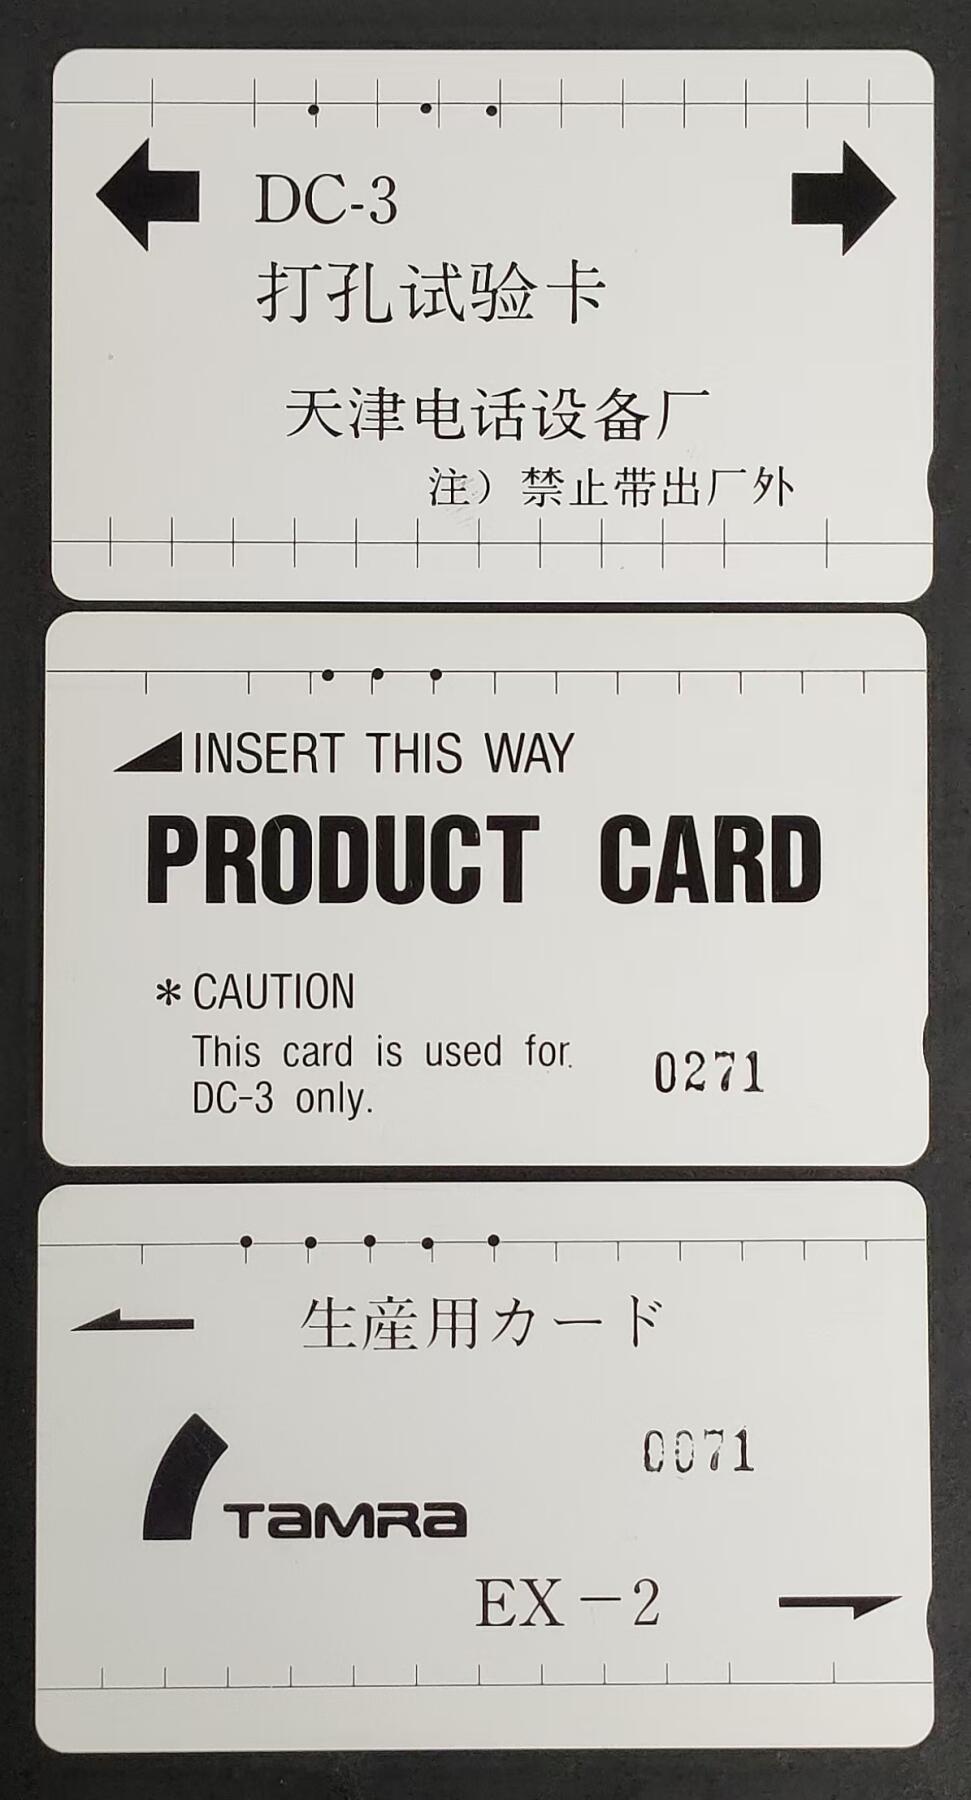 DC-3
打孔试验卡
天津电话设备厂
注）禁止带出厂外
INSERT THIS WAY
PRODUCT CARD
*CAUTION
This card is used for
DC-3 only.
0271
生産用カード
0071
TAMRA
EX-2